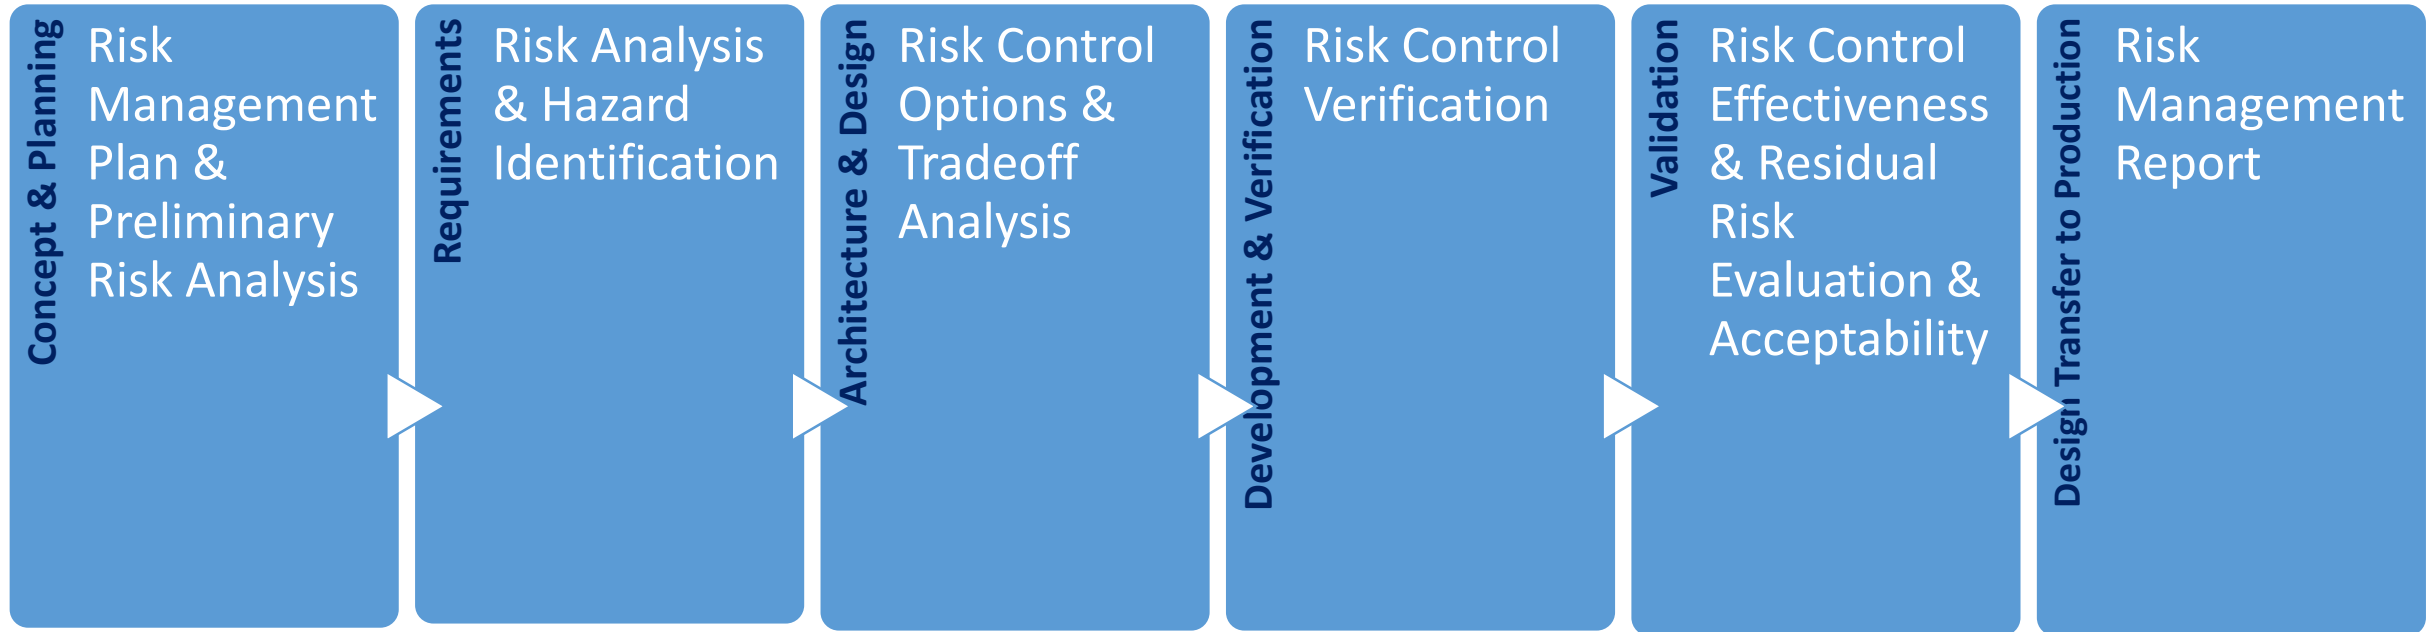 Concept & Planning
Risk
Management
Plan &
Preliminary
Risk Analysis
Requirements
Risk Analysis
& Hazard
Identification
Architecture & Design
Risk Control
Options &
Tradeoff
Analysis
Development & Verification
Risk Control
Verification
Validation
Risk Control
Effectiveness
& Residual
Risk
Evaluation &
Acceptability
Design Transfer to Production
Risk
Management
Report